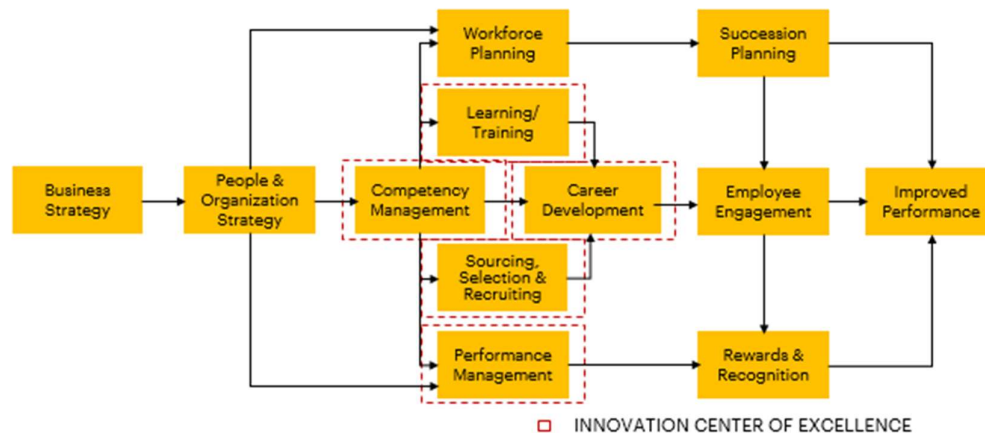 Workforce
Planning
Succession
Planning
Learning/
Training
Business
Strategy
People &
Organization
Strategy
Competency
Management
Career
Development
Employee
Engagement
Improved
Performance
Sourcing,
Selection &
Recruiting
Performance
Management
Rewards &
Recognition
INNOVATION CENTER OF EXCELLENCE